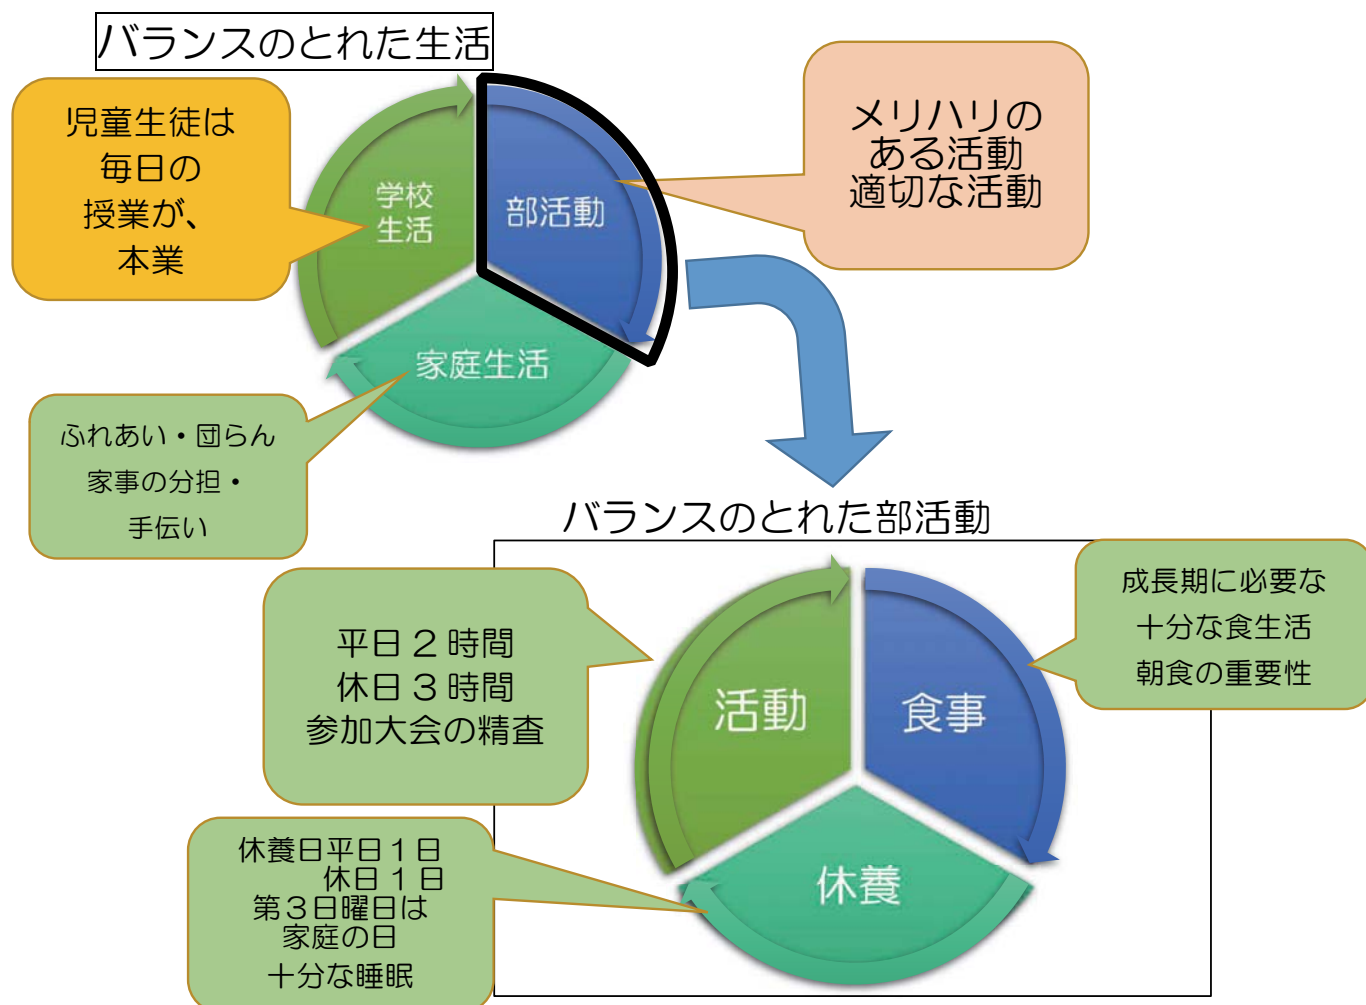 バランスのとれた生活
児童生徒は
毎日の
授業が、
本業
学校
生活
部活動
メリハリの
ある活動
適切な活動
家庭生活
ふれあい・団らん
家事の分担・
手伝い
バランスのとれた部活動
平日２時間
休日３時間
参加大会の精査
活動
食事
成長期に必要な
十分な食生活
朝食の重要性
休養
休養日平日１日
休日１日
第３日曜日は
家庭の日
十分な睡眠